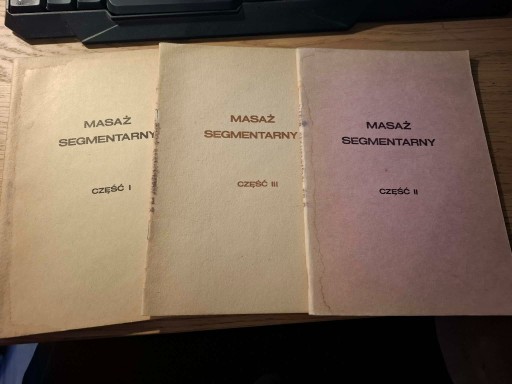 MASAŻ
SEGMENTARNY
CZĘŚĆ I
MASAŻ
SEGMENTARNY
CZĘŚĆ III
MASAŻ
SEGMENTARNY
CZĘŚĆ II